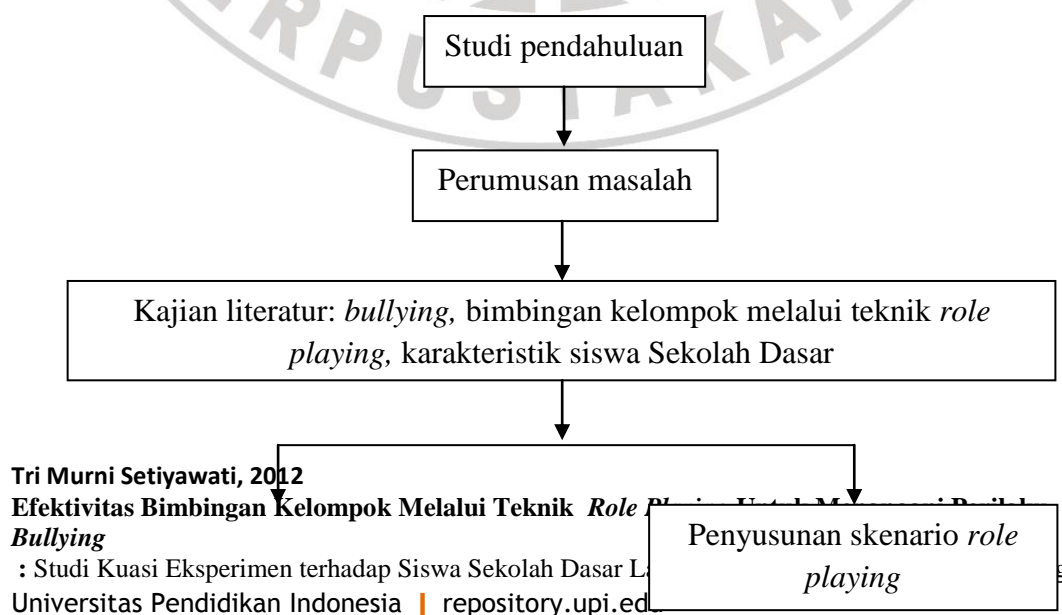 ERPUSTAKA
Studi pendahuluan
Perumusan masalah
Kajian literatur: bullying, bimbingan kelompok melalui teknik role
playing, karakteristik siswa Sekolah Dasar
Tri Murni Setiyawati, 2012
Efektivitas Bimbingan Kelompok Melalui Teknik Role
Bullying
: Studi Kuasi Eksperimen terhadap Siswa Sekolah Dasar
Universitas Pendidikan Indonesia | repository.upi.edu
Penyusunan skenario role
playing